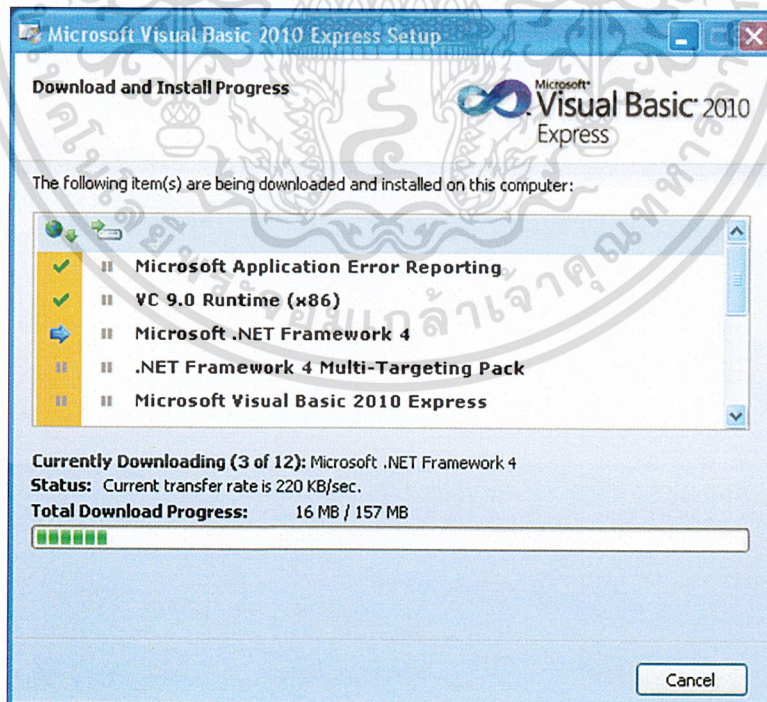 Microsoft Visual Basic 2010 Express Setup
Download and Install Progress
Microsoft
Visual Basic 2010
Express
The following item(s) are being downloaded and installed on this computer:
Microsoft Application Error Reporting
VC 9.0 Runtime (x86)
Microsoft .NET Framework 4
.NET Framework 4 Multi-Targeting Pack
Microsoft Visual Basic 2010 Express
Currently Downloading (3 of 12): Microsoft .NET Framework 4
Status: Current transfer rate is 220 KB/sec.
Total Download Progress: 16 MB / 157 MB
Cancel